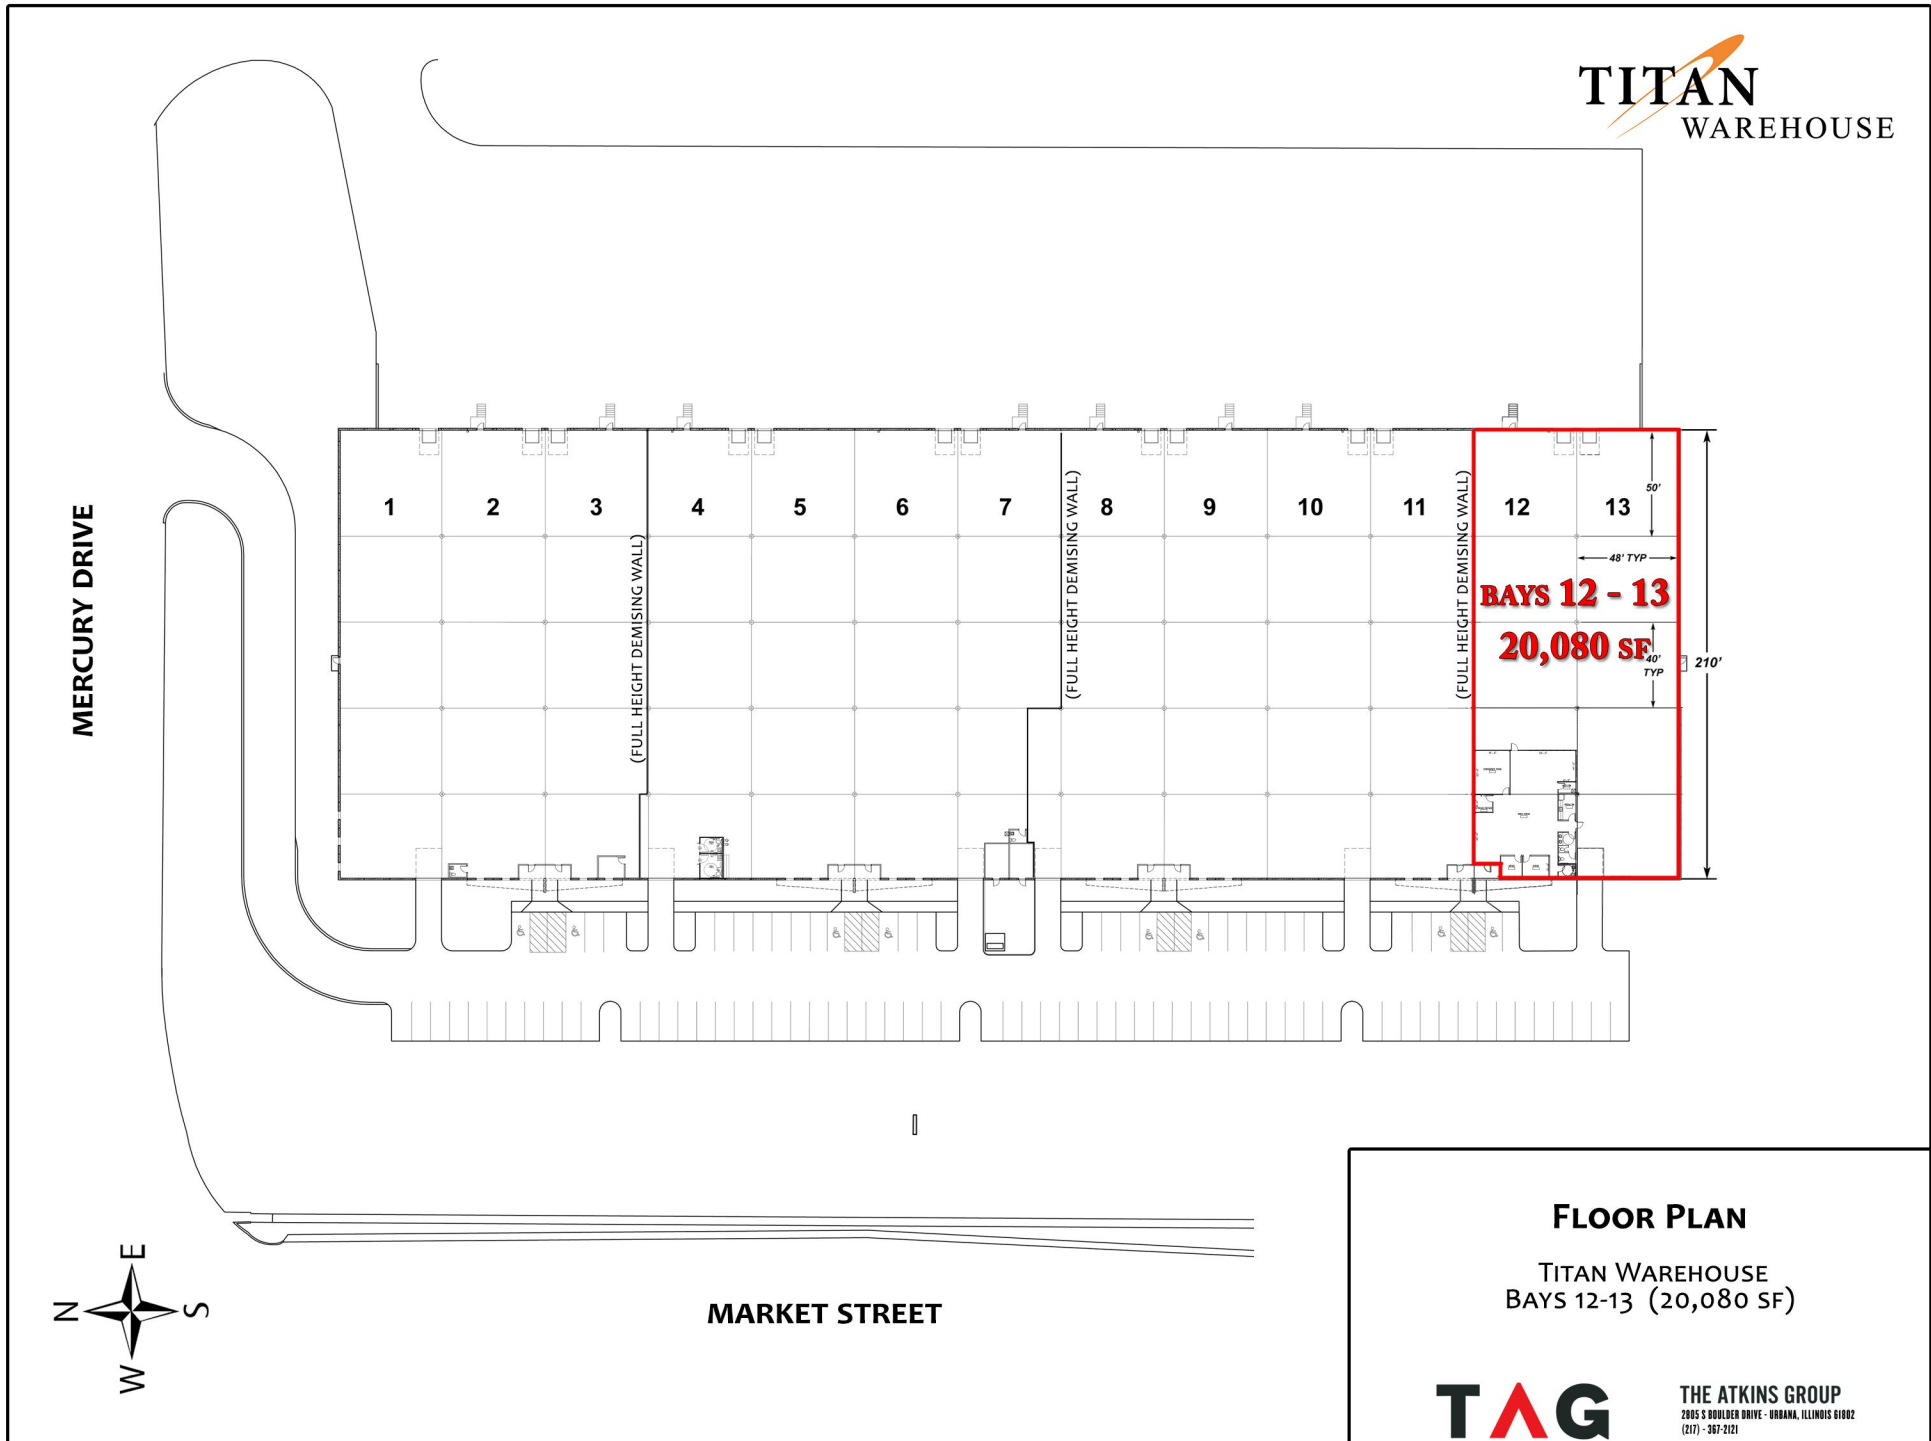 TITAN
WAREHOUSE
1 2 3 4 5 6 7 8 9 10 11 12 13
50'
48' TYP
BAYS 12 - 13
20,080 SF
40'
TYP
210'
(FULL HEIGHT DEMISING WALL)
(FULL HEIGHT DEMISING WALL)
(FULL HEIGHT DEMISING WALL)
MERCURY DRIVE
MARKET STREET
N
E
S
W
FLOOR PLAN
TITAN WAREHOUSE
BAYS 12-13 (20,080 SF)
TAG
THE ATKINS GROUP
2805 S BOULDER DRIVE - URBANA, ILLINOIS 61802
(217) - 367-2121